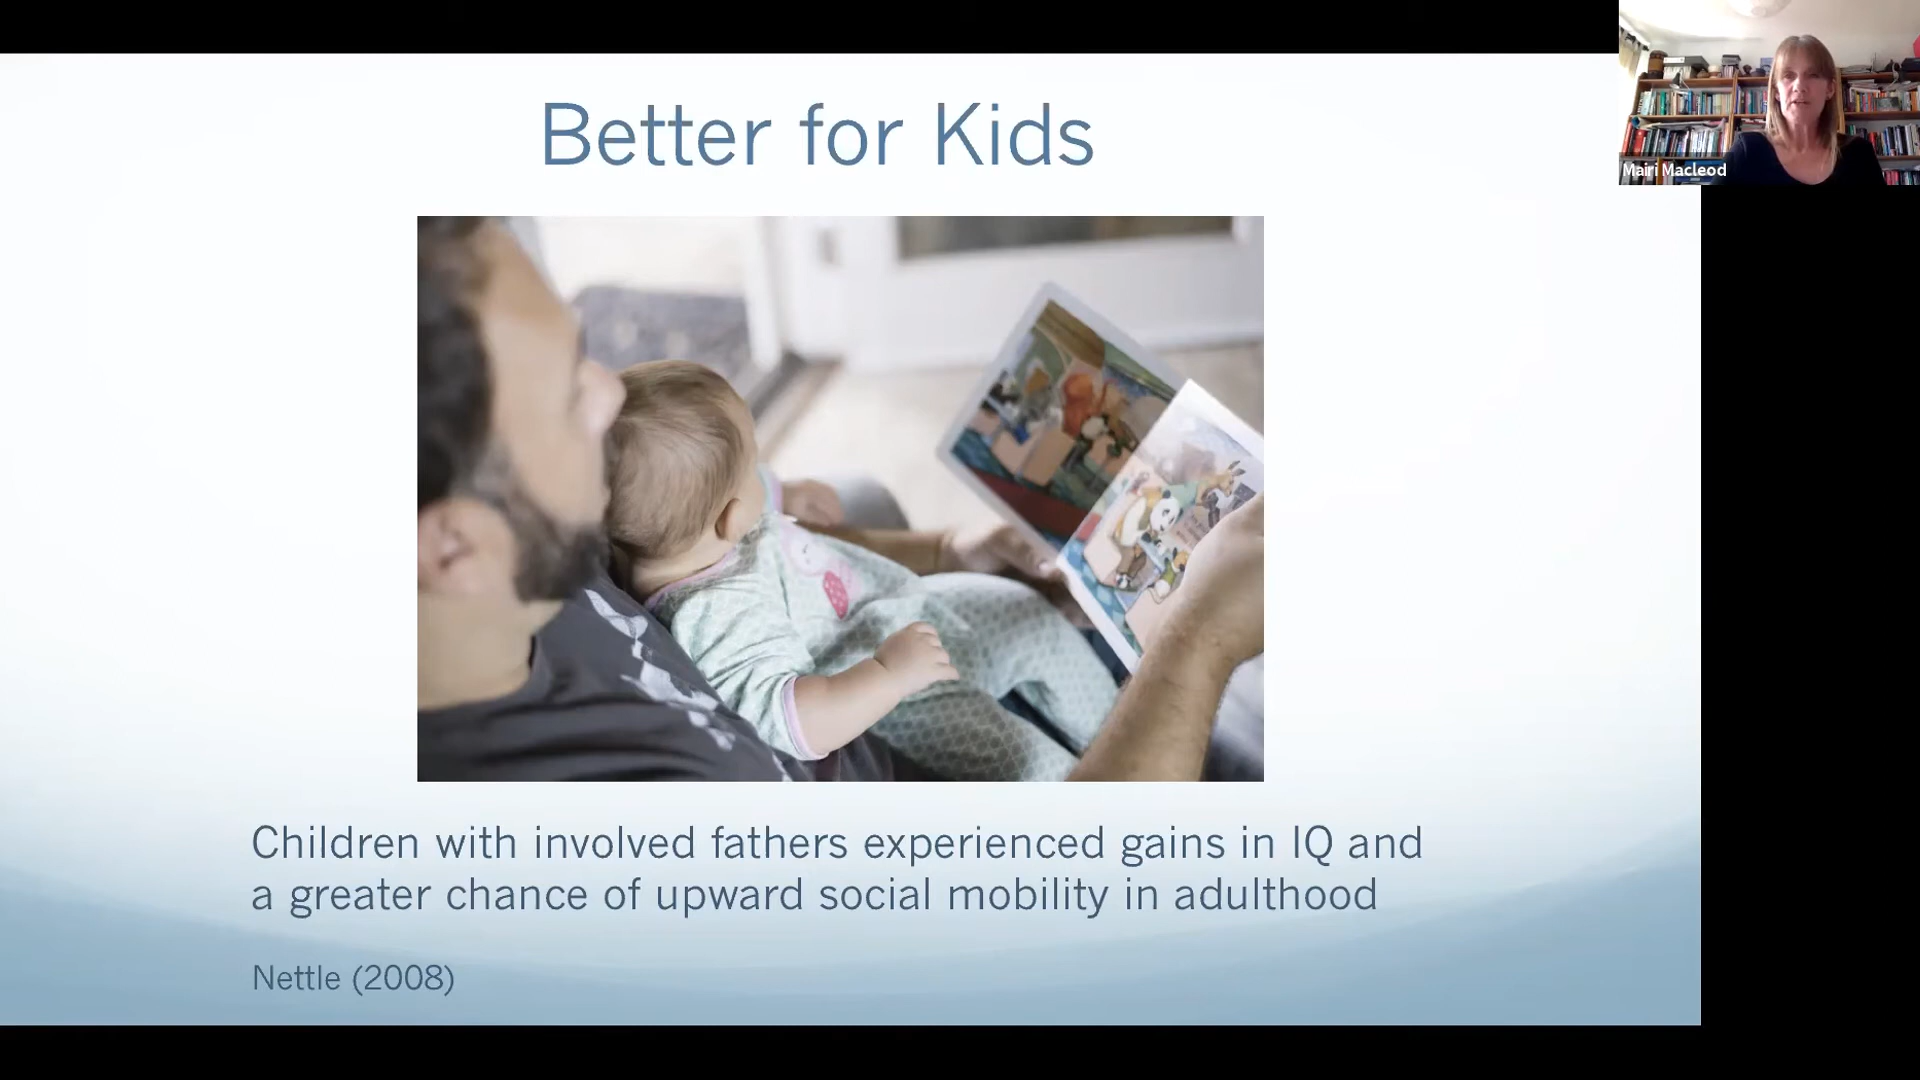 Better for Kids
Mairi Macleod
Children with involved fathers experienced gains in IQ and
a greater chance of upward social mobility in adulthood
Nettle (2008)